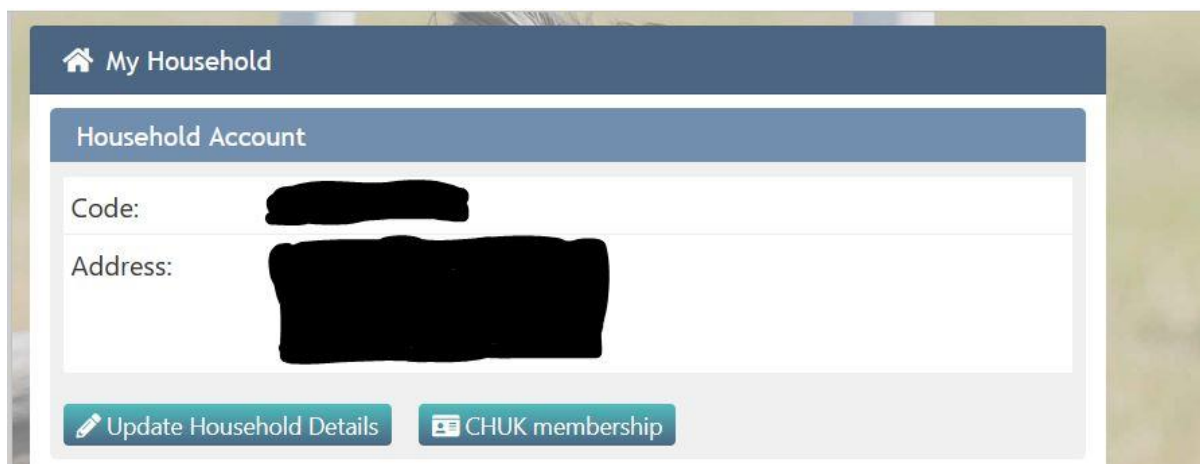 My Household
Household Account
Code:
Address:
Update Household Details CHUK membership